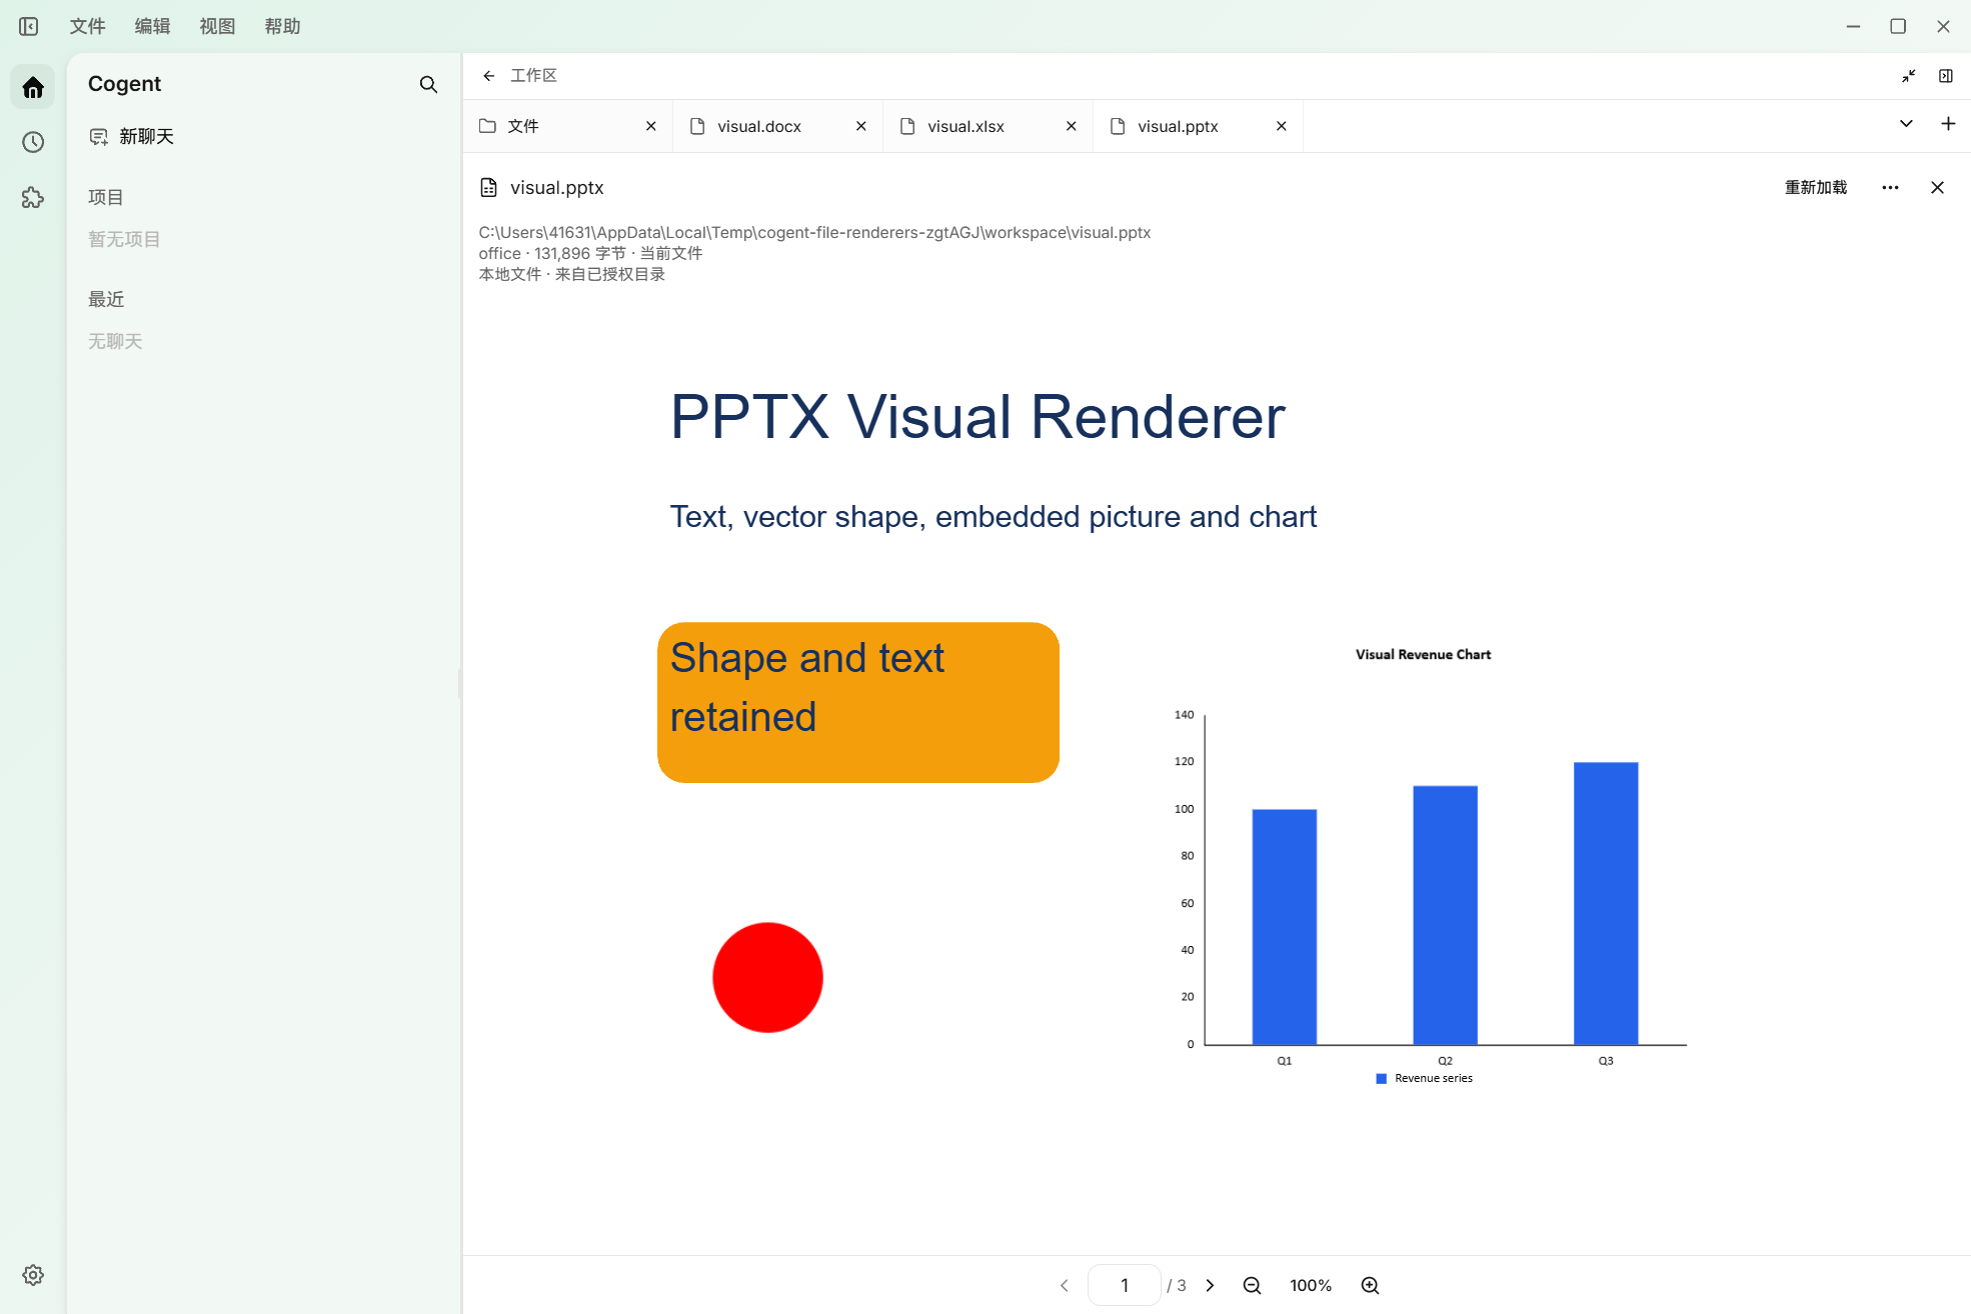 文件 编辑 视图 帮助
Cogent
新聊天
项目
暂无项目
最近
无聊天
工作区
文件
visual.docx
visual.xlsx
visual.pptx
visual.pptx
重新加载
C:\Users\41631\AppData\Local\Temp\cogent-file-renderers-zgtAGJ\workspace\visual.pptx
office · 131,896 字节 · 当前文件
本地文件 · 来自已授权目录
PPTX Visual Renderer
Text, vector shape, embedded picture and chart
Shape and text
retained
Visual Revenue Chart
140
120
100
80
60
40
20
0
Q1 Q2 Q3
Revenue series
1 / 3 100%